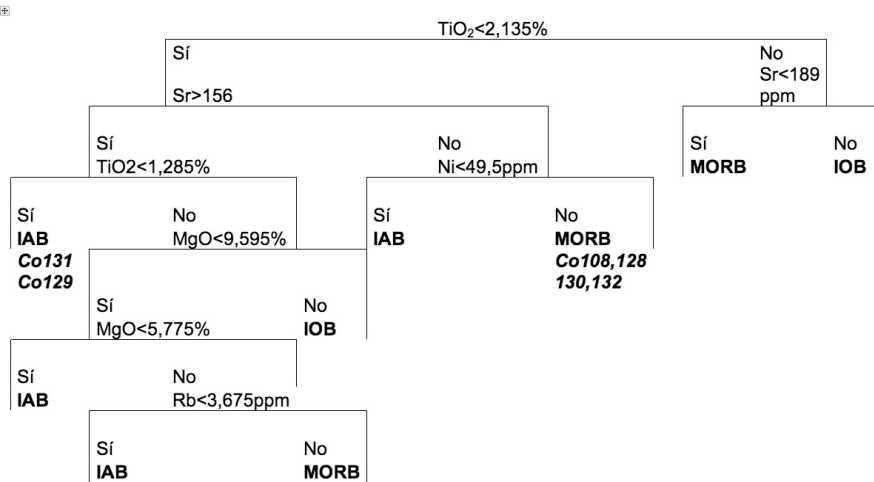 TiO₂<2,135%
Sí No
Sr<189
Sr>156 ppm
Sí No Sí No
TiO2<1,285% Ni<49,5ppm MORB IOB
Sí No Sí No
IAB MgO<9,595% IAB MORB
Co131 Co108,128
Co129 130,132
Sí No
MgO<5,775% IOB
Sí No
IAB Rb<3,675ppm
Sí No
IAB MORB